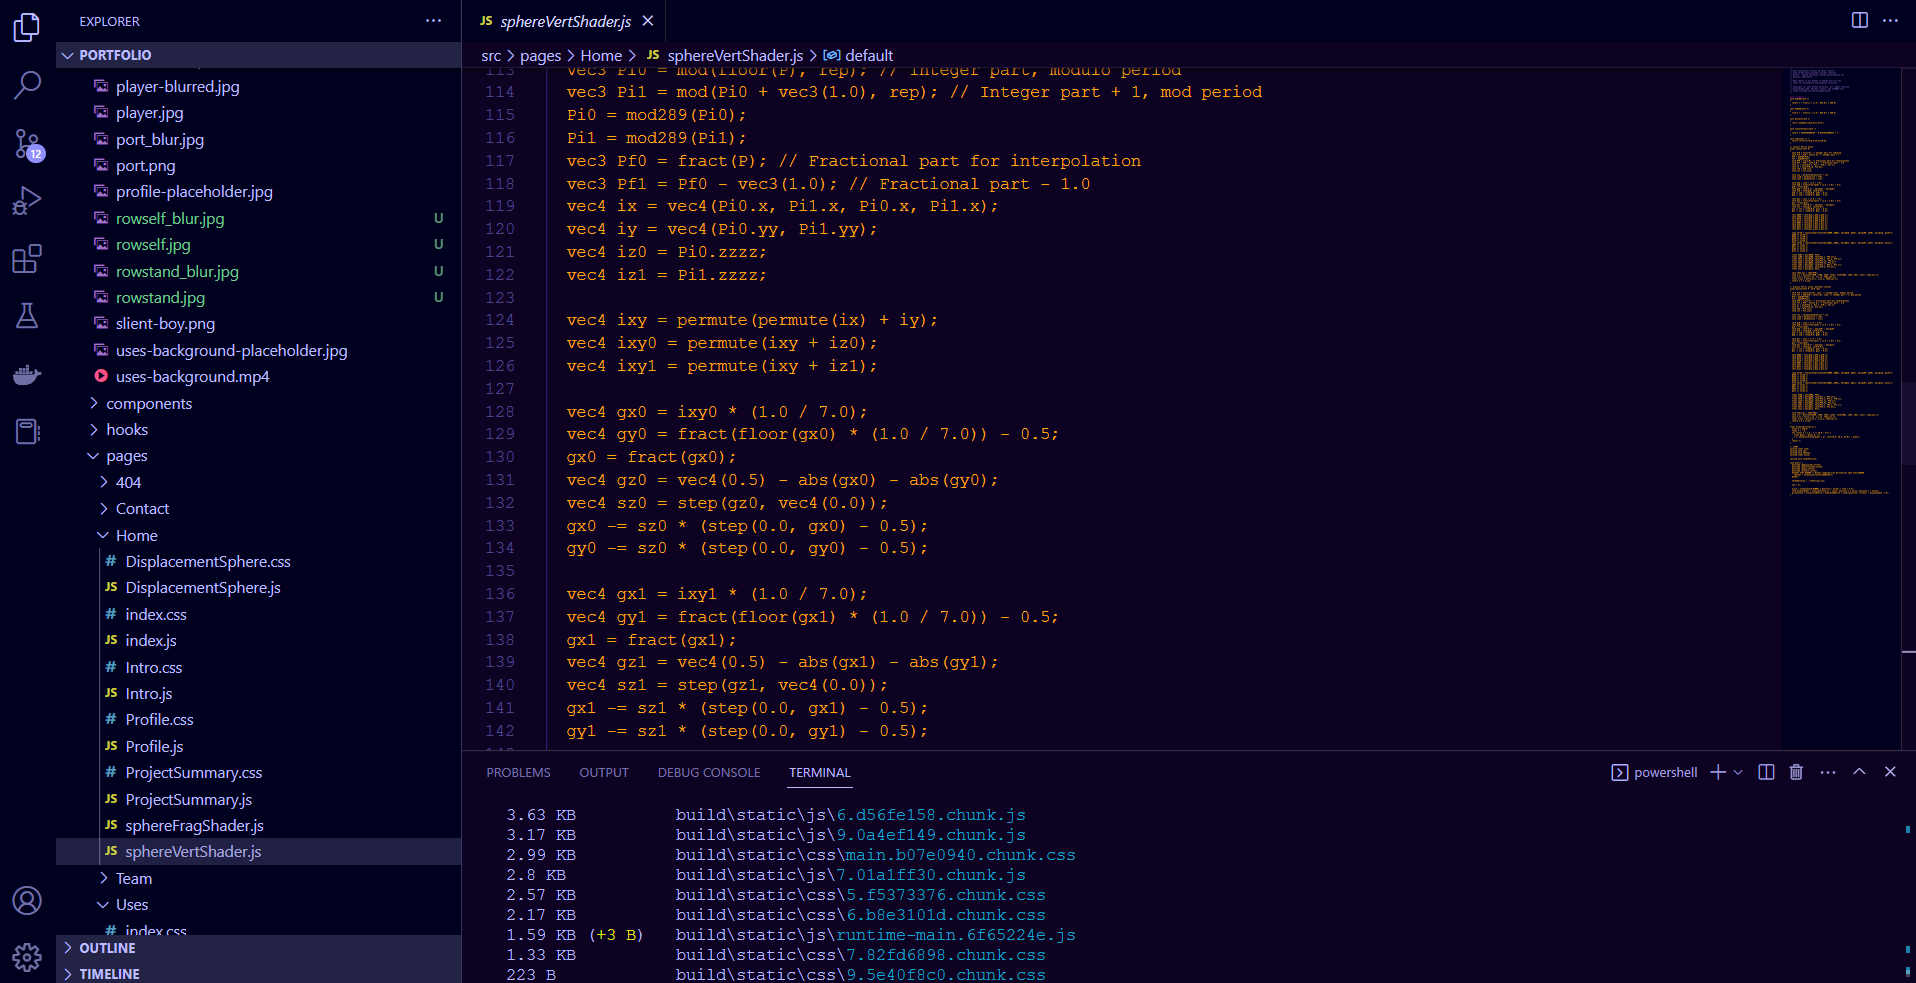 EXPLORER
PORTFOLIO
player-blurred.jpg
player.jpg
port_blur.jpg
port.png
profile-placeholder.jpg
rowself_blur.jpg U
rowself.jpg U
rowstand_blur.jpg U
rowstand.jpg U
slient-boy.png
uses-background-placeholder.jpg
uses-background.mp4
components
hooks
pages
404
Contact
Home
# DisplacementSphere.css
JS DisplacementSphere.js
# index.css
JS index.js
# Intro.css
JS Intro.js
# Profile.css
JS Profile.js
# ProjectSummary.css
JS ProjectSummary.js
JS sphereFragShader.js
JS sphereVertShader.js
Team
Uses
# index.css
OUTLINE
TIMELINE
12
JS sphereVertShader.js
src > pages > Home > JS sphereVertShader.js > default
113 vec3 Pi0 = mod(floor(P), rep); // Integer part, modulo period
114 vec3 Pi1 = mod(Pi0 + vec3(1.0), rep); // Integer part + 1, mod period
115 Pi0 = mod289(Pi0);
116 Pi1 = mod289(Pi1);
117 vec3 Pf0 = fract(P); // Fractional part for interpolation
118 vec3 Pf1 = Pf0 - vec3(1.0); // Fractional part - 1.0
119 vec4 ix = vec4(Pi0.x, Pi1.x, Pi0.x, Pi1.x);
120 vec4 iy = vec4(Pi0.yy, Pi1.yy);
121 vec4 iz0 = Pi0.zzzz;
122 vec4 iz1 = Pi1.zzzz;
123
124 vec4 ixy = permute(permute(ix) + iy);
125 vec4 ixy0 = permute(ixy + iz0);
126 vec4 ixy1 = permute(ixy + iz1);
127
128 vec4 gx0 = ixy0 * (1.0 / 7.0);
129 vec4 gy0 = fract(floor(gx0) * (1.0 / 7.0)) - 0.5;
130 gx0 = fract(gx0);
131 vec4 gz0 = vec4(0.5) - abs(gx0) - abs(gy0);
132 vec4 sz0 = step(gz0, vec4(0.0));
133 gx0 -= sz0 * (step(0.0, gx0) - 0.5);
134 gy0 -= sz0 * (step(0.0, gy0) - 0.5);
135
136 vec4 gx1 = ixy1 * (1.0 / 7.0);
137 vec4 gy1 = fract(floor(gx1) * (1.0 / 7.0)) - 0.5;
138 gx1 = fract(gx1);
139 vec4 gz1 = vec4(0.5) - abs(gx1) - abs(gy1);
140 vec4 sz1 = step(gz1, vec4(0.0));
141 gx1 -= sz1 * (step(0.0, gx1) - 0.5);
142 gy1 -= sz1 * (step(0.0, gy1) - 0.5);
PROBLEMS OUTPUT DEBUG CONSOLE TERMINAL powershell
3.63 KB build\static\js\6.d56fe158.chunk.js
3.17 KB build\static\js\9.0a4ef149.chunk.js
2.99 KB build\static\css\main.b07e0940.chunk.css
2.8 KB build\static\js\7.01a1ff30.chunk.js
2.57 KB build\static\css\5.f5373376.chunk.css
2.17 KB build\static\css\6.b8e3101d.chunk.css
1.59 KB (+3 B) build\static\js\runtime-main.6f65224e.js
1.33 KB build\static\css\7.82fd6898.chunk.css
223 B build\static\css\9.5e40f8c0.chunk.css